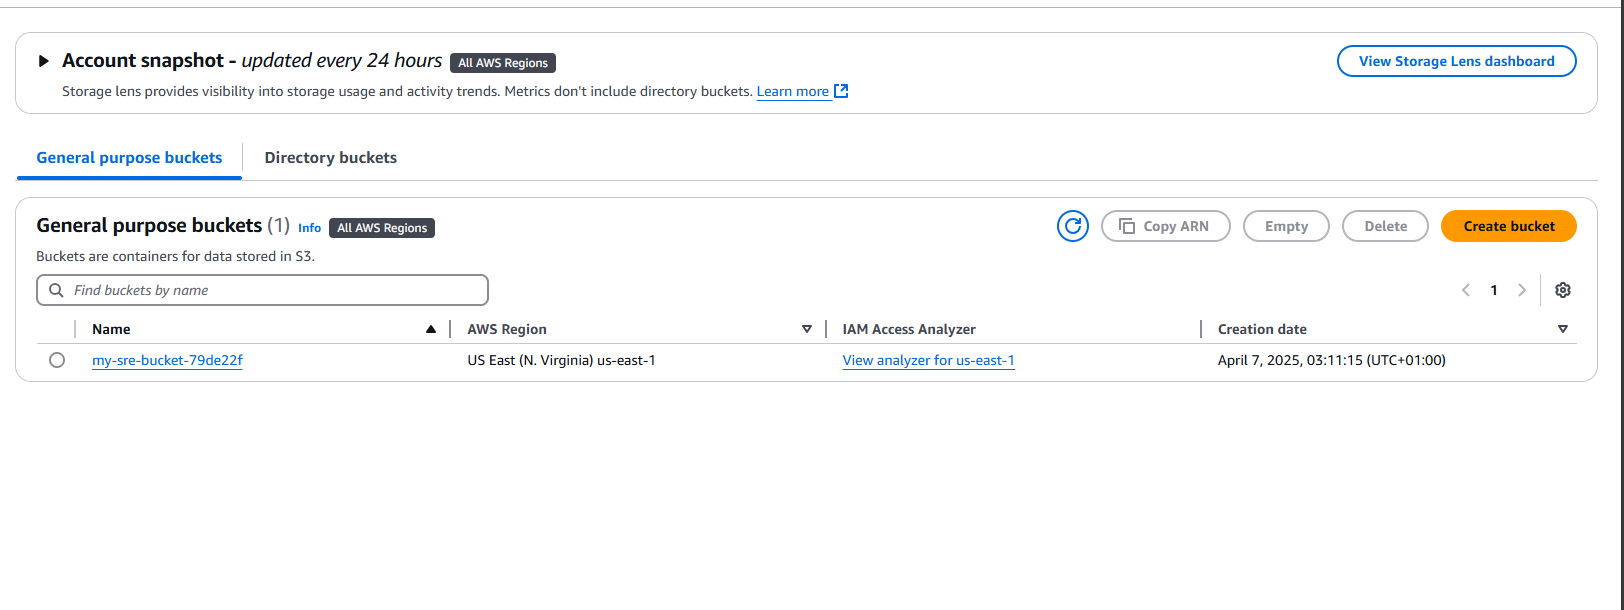 Account snapshot - updated every 24 hours All AWS Regions
View Storage Lens dashboard
Storage lens provides visibility into storage usage and activity trends. Metrics don't include directory buckets. Learn more
General purpose buckets
Directory buckets
General purpose buckets (1) Info All AWS Regions
Copy ARN
Empty
Delete
Create bucket
Buckets are containers for data stored in S3.
Find buckets by name
1
Name
AWS Region
IAM Access Analyzer
Creation date
my-sre-bucket-79de22f
US East (N. Virginia) us-east-1
View analyzer for us-east-1
April 7, 2025, 03:11:15 (UTC+01:00)